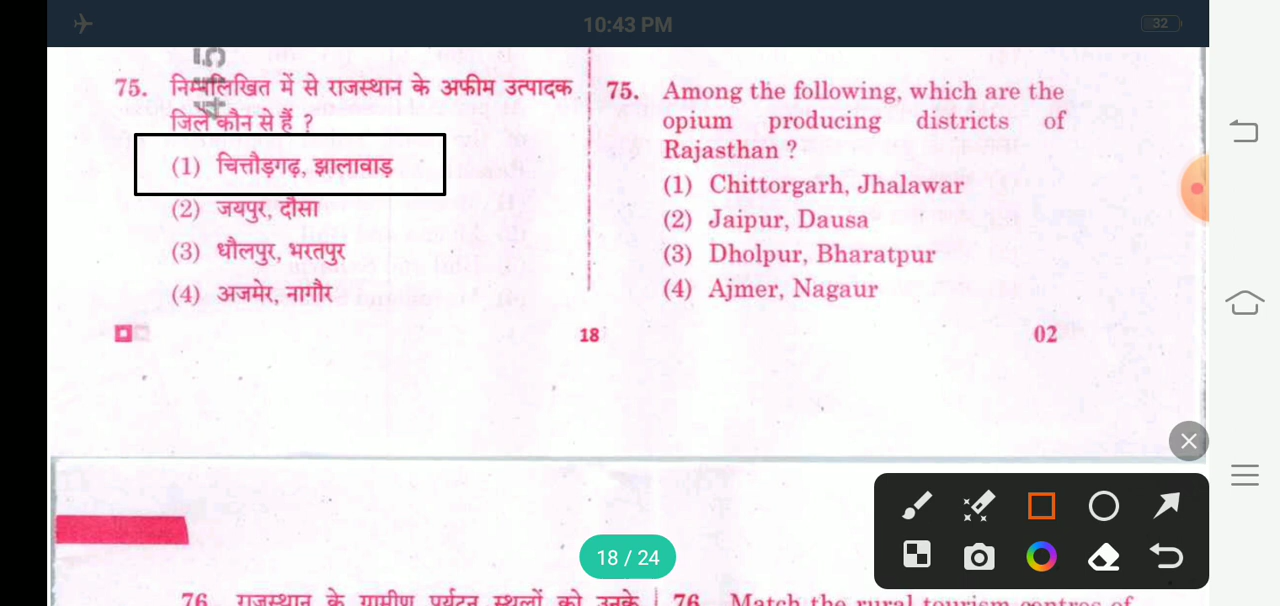 10:43 PM
32
75. निम्नलिखित में से राजस्थान के अफीम उत्पादक
जिले कौन से हैं ?
(1) चित्तौड़गढ़, झालावाड़
(2) जयपुर, दौसा
(3) धौलपुर, भरतपुर
(4) अजमेर, नागौर
75. Among the following, which are the
opium producing districts of
Rajasthan ?
(1) Chittorgarh, Jhalawar
(2) Jaipur, Dausa
(3) Dholpur, Bharatpur
(4) Ajmer, Nagaur
18
02
18 / 24
76. राजस्थान के ग्रामीण पर्यटन स्थलों को उनके
76. Match the rural tourism centres of